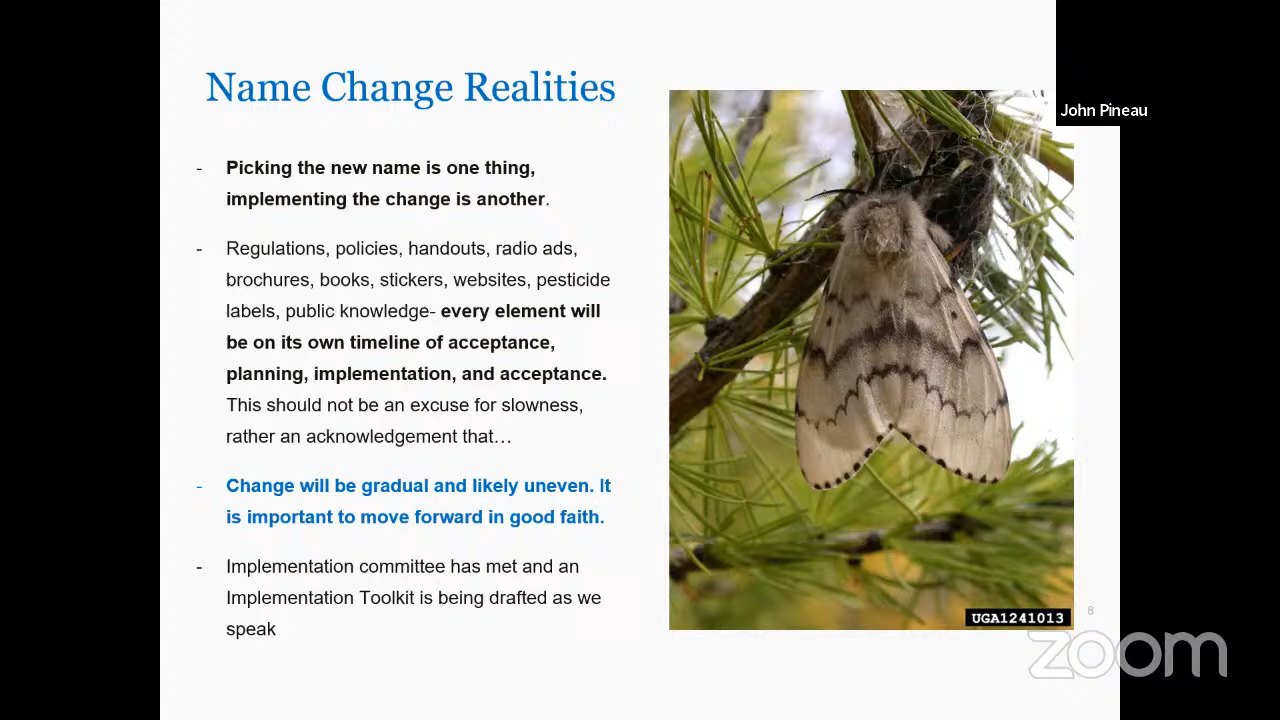 Name Change Realities
John Pineau
- Picking the new name is one thing,
implementing the change is another.
- Regulations, policies, handouts, radio ads,
brochures, books, stickers, websites, pesticide
labels, public knowledge- every element will
be on its own timeline of acceptance,
planning, implementation, and acceptance.
This should not be an excuse for slowness,
rather an acknowledgement that…
- Change will be gradual and likely uneven. It
is important to move forward in good faith.
- Implementation committee has met and an
Implementation Toolkit is being drafted as we
speak
UGA1241013
8
zoom